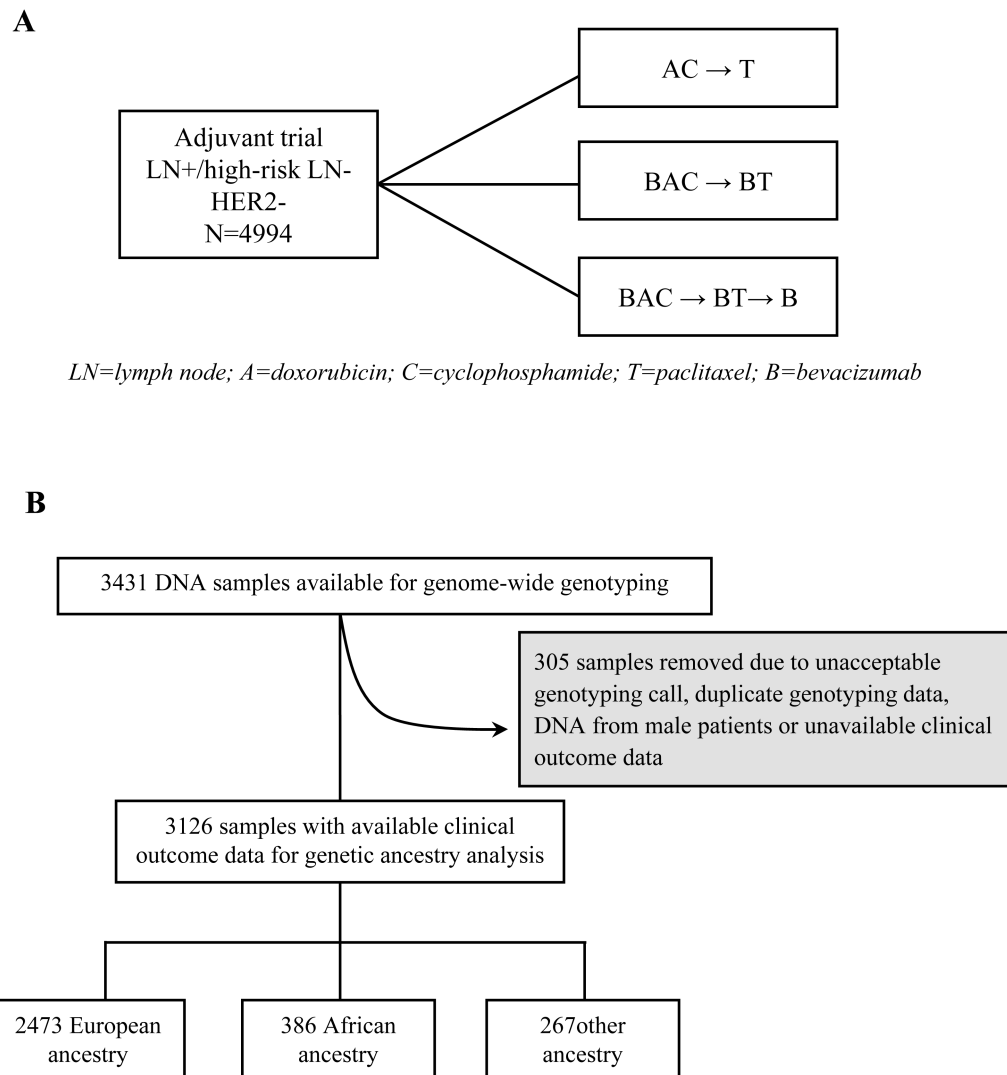 A
Adjuvant trial
LN+/high-risk LN-
HER2-
N=4994
AC → T
BAC → BT
BAC → BT→ B
LN=lymph node; A=doxorubicin; C=cyclophosphamide; T=paclitaxel; B=bevacizumab
B
3431 DNA samples available for genome-wide genotyping
305 samples removed due to unacceptable
genotyping call, duplicate genotyping data,
DNA from male patients or unavailable clinical
outcome data
3126 samples with available clinical
outcome data for genetic ancestry analysis
2473 European
ancestry
386 African
ancestry
267other
ancestry